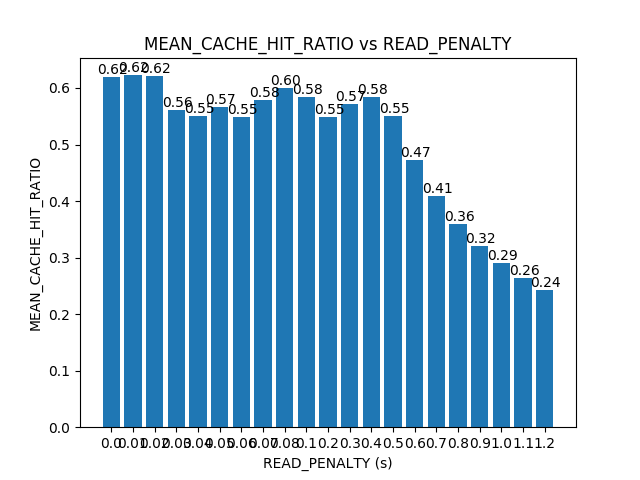 MEAN_CACHE_HIT_RATIO vs READ_PENALTY
0.62 0.62 0.62 0.56 0.55 0.57 0.55 0.58 0.60 0.58 0.55 0.57 0.58 0.55 0.47 0.41 0.36 0.32 0.29 0.26 0.24
0.6
0.5
0.4
0.3
0.2
0.1
0.0
MEAN_CACHE_HIT_RATIO
0.0 0.01 0.02 0.03 0.04 0.05 0.06 0.07 0.08 0.1 0.2 0.3 0.4 0.5 0.6 0.7 0.8 0.9 1.0 1.1 1.2
READ_PENALTY (s)